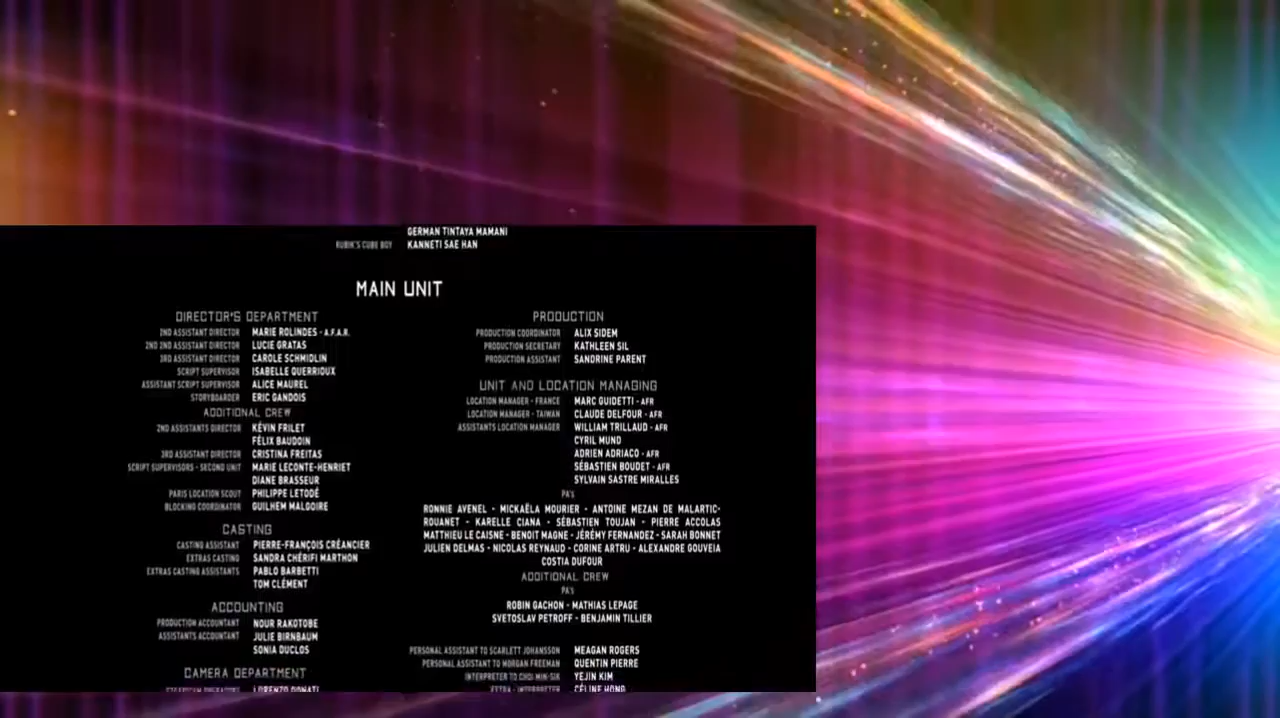 GERMAN TINTAYA MAMANI
RUBIK'S CUBE BOY KANNETI SAE HAN
MAIN UNIT
DIRECTOR'S DEPARTMENT
2ND ASSISTANT DIRECTOR MARIE ROLINDES - A.F.A.R.
2ND 2ND ASSISTANT DIRECTOR LUCIE GRATAS
3RD ASSISTANT DIRECTOR CAROLE SCHMIDLIN
SCRIPT SUPERVISOR ISABELLE QUERRIOUX
ASSISTANT SCRIPT SUPERVISOR ALICE MAUREL
STORYBOARDER ERIC GANDOIS
ADDITIONAL CREW
2ND ASSISTANTS DIRECTOR KÉVIN FRILET
FÉLIX BAUDOIN
3RD ASSISTANT DIRECTOR CRISTINA FREITAS
SCRIPT SUPERVISORS - SECOND UNIT MARIE LECONTE-HENRIET
DIANE BRASSEUR
PARIS LOCATION SCOUT PHILIPPE LETODÉ
BLOCKING COORDINATOR GUILHEM MALGOIRE
CASTING
CASTING ASSISTANT PIERRE-FRANÇOIS CRÉANCIER
EXTRAS CASTING SANDRA CHÉRIFI MARTHON
EXTRAS CASTING ASSISTANTS PABLO BARBETTI
TOM CLÉMENT
ACCOUNTING
PRODUCTION ACCOUNTANT NOUR RAKOTOBE
ASSISTANTS ACCOUNTANT JULIE BIRNBAUM
SONIA DUCLOS
CAMERA DEPARTMENT
LORENZO DONATI
PRODUCTION
PRODUCTION COORDINATOR ALIX SIDEM
PRODUCTION SECRETARY KATHLEEN SIL
PRODUCTION ASSISTANT SANDRINE PARENT
UNIT AND LOCATION MANAGING
LOCATION MANAGER - FRANCE MARC GUIDETTI - AFR
LOCATION MANAGER - TAIWAN CLAUDE DELFOUR - AFR
ASSISTANTS LOCATION MANAGER WILLIAM TRILLAUD - AFR
CYRIL MUND
ADRIEN ADRIACO - AFR
SÉBASTIEN BOUDET - AFR
SYLVAIN SASTRE MIRALLES
PA's
RONNIE AVENEL - MICKAËLA MOURIER - ANTOINE MEZAN DE MALARTIC-
ROUANET - KARELLE CIANA - SÉBASTIEN TOUJAN - PIERRE ACCOLAS
MATTHIEU LE CAISNE - BENOIT MAGNE - JÉRÉMY FERNANDEZ - SARAH BONNET
JULIEN DELMAS - NICOLAS REYNAUD - CORINE ARTRU - ALEXANDRE GOUVEIA
COSTIA DUFOUR
ADDITIONAL CREW
PA's
ROBIN GACHON - MATHIAS LEPAGE
SVETOSLAV PETROFF - BENJAMIN TILLIER
PERSONAL ASSISTANT TO SCARLETT JOHANSSON MEAGAN ROGERS
PERSONAL ASSISTANT TO MORGAN FREEMAN QUENTIN PIERRE
INTERPRETER TO CHOI MIN-SIK YEJIN KIM
EXTRA - INTERPRETER CÉLINE HONG